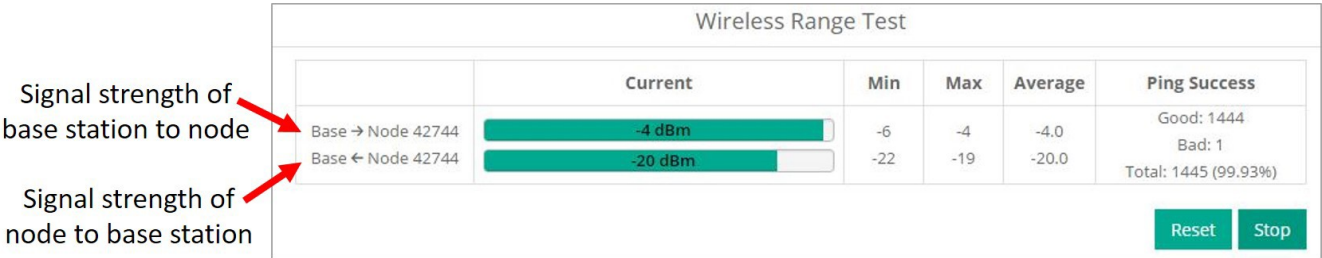 Wireless Range Test
Current Min Max Average Ping Success
Signal strength of
base station to node
Base → Node 42744 -4 dBm -6 -4 -4.0
Base ← Node 42744 -20 dBm -22 -19 -20.0
Good: 1444
Bad: 1
Total: 1445 (99.93%)
Signal strength of
node to base station
Reset Stop